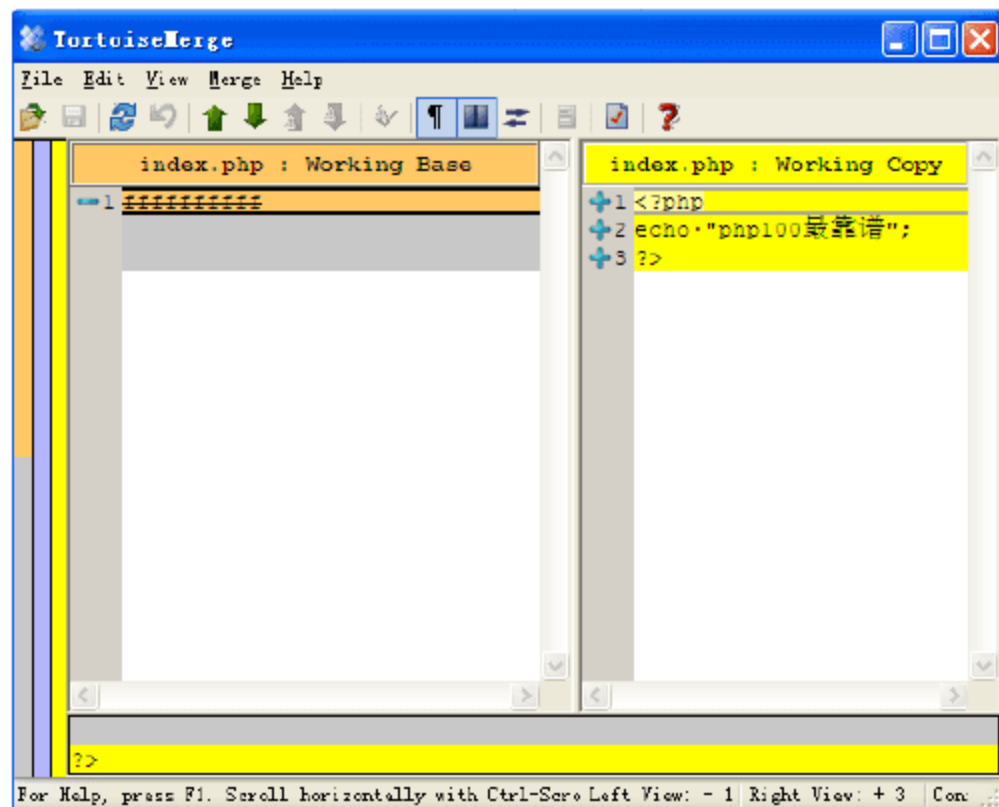 TortoiseMerge
File Edit View Merge Help
index.php : Working Base
1 ffffffffff
index.php : Working Copy
1 <?php
2 echo·"php100最靠谱";
3 ?>
?>
For Help, press F1. Scroll horizontally with Ctrl-Scro Left View: - 1 Right View: + 3 Con: